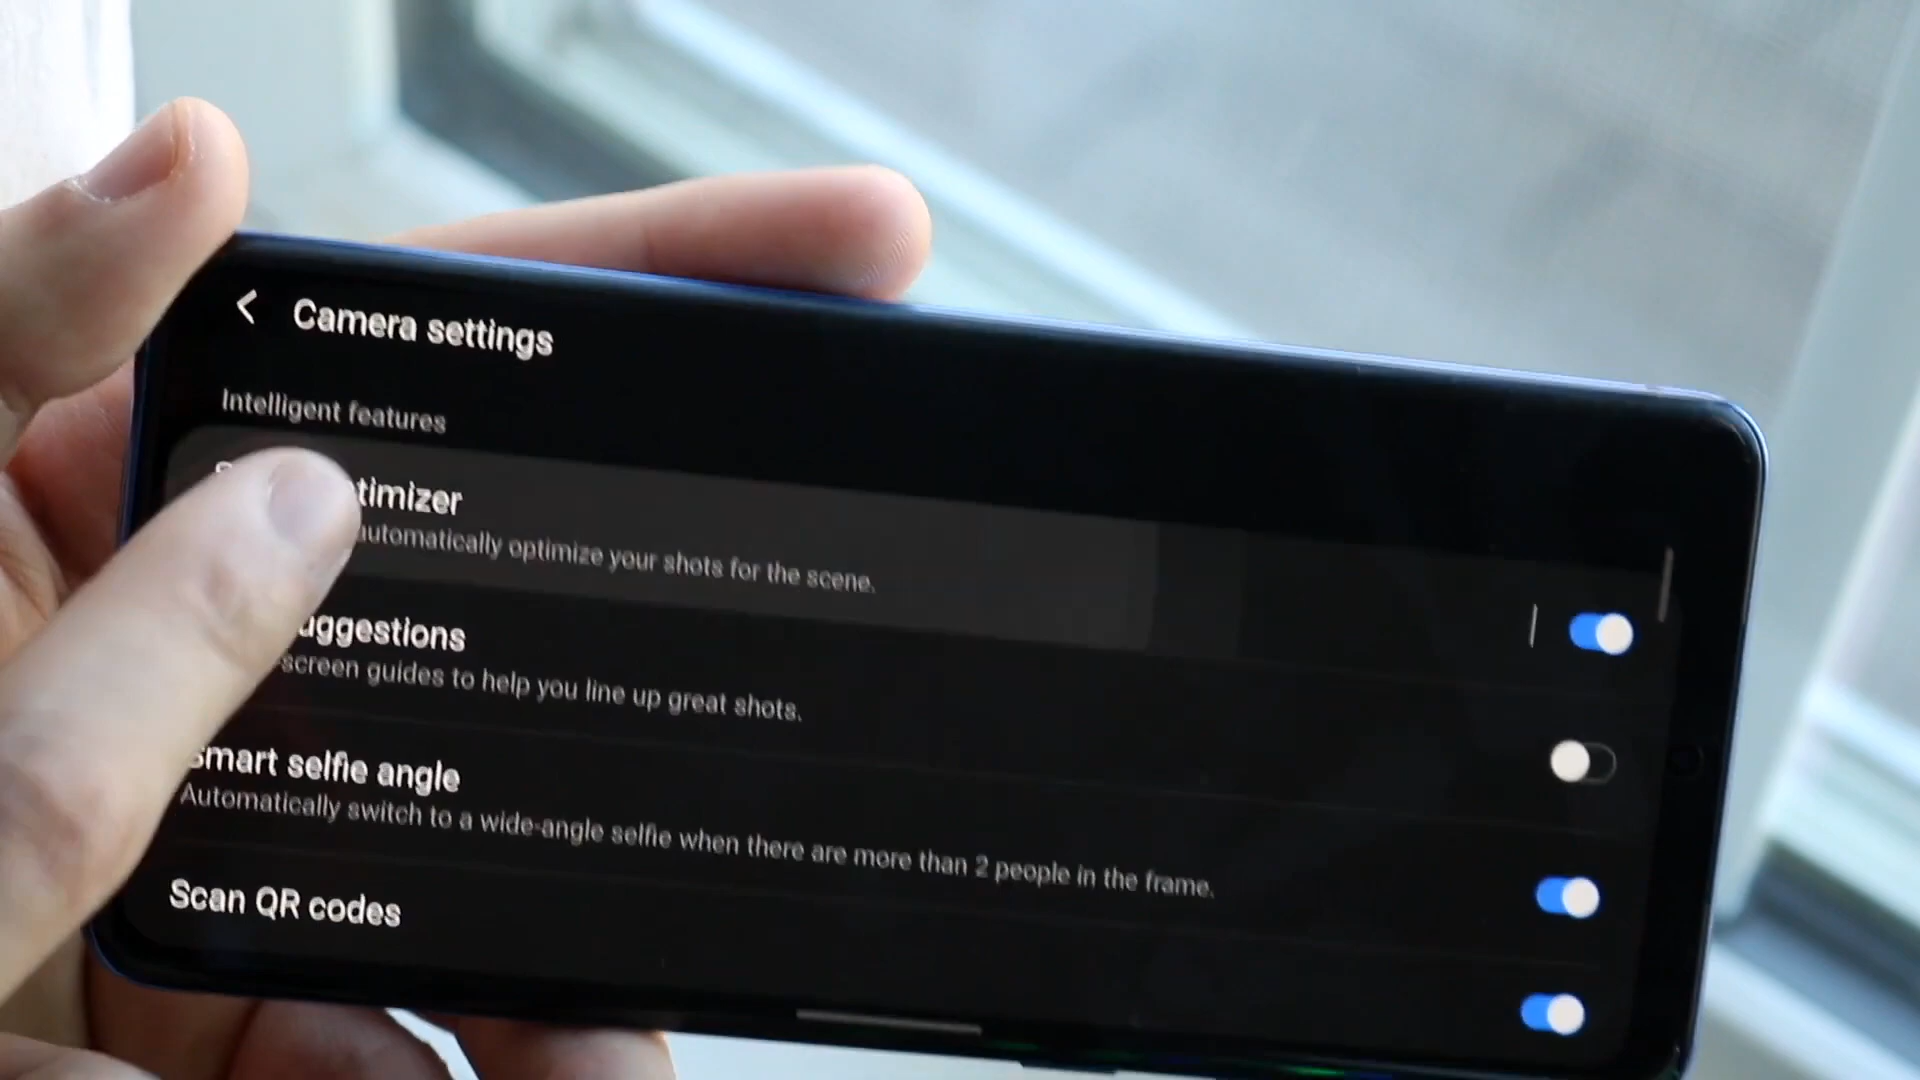 Camera settings
Intelligent features
timizer
automatically optimize your shots for the scene.
uggestions
screen guides to help you line up great shots.
Smart selfie angle
Automatically switch to a wide-angle selfie when there are more than 2 people in the frame.
Scan QR codes